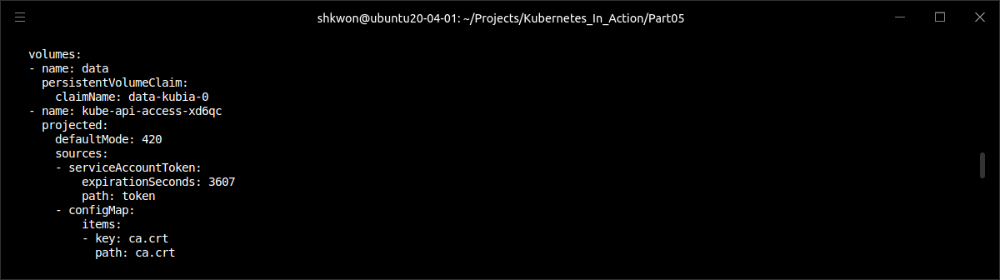 shkwon@ubuntu20-04-01: ~/Projects/Kubernetes_In_Action/Part05
volumes:
- name: data
  persistentVolumeClaim:
    claimName: data-kubia-0
- name: kube-api-access-xd6qc
  projected:
    defaultMode: 420
    sources:
    - serviceAccountToken:
        expirationSeconds: 3607
        path: token
    - configMap:
        items:
        - key: ca.crt
          path: ca.crt